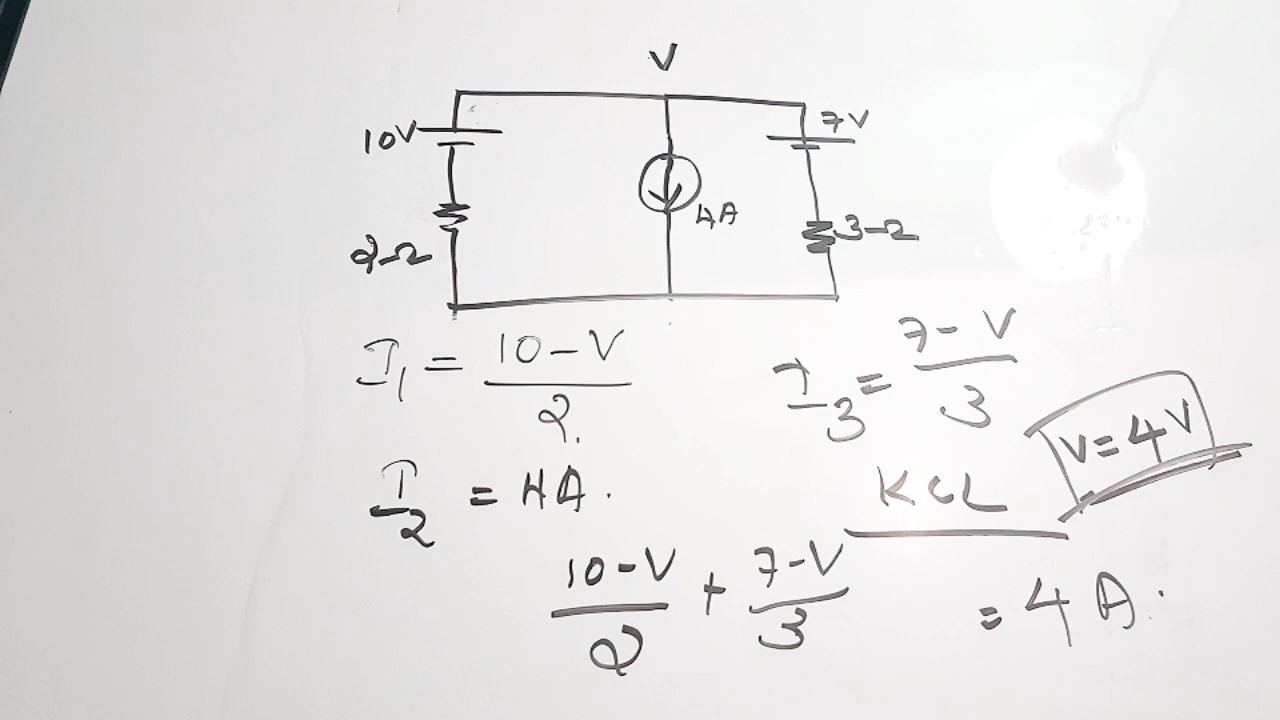 V
10V
7V
4A
2Ω
3Ω
I₁ = (10-V)/2.
I₃ = (7-V)/3
V=4V
I₂ = 4A.
KCL
(10-V)/2 + (7-V)/3 = 4 A.